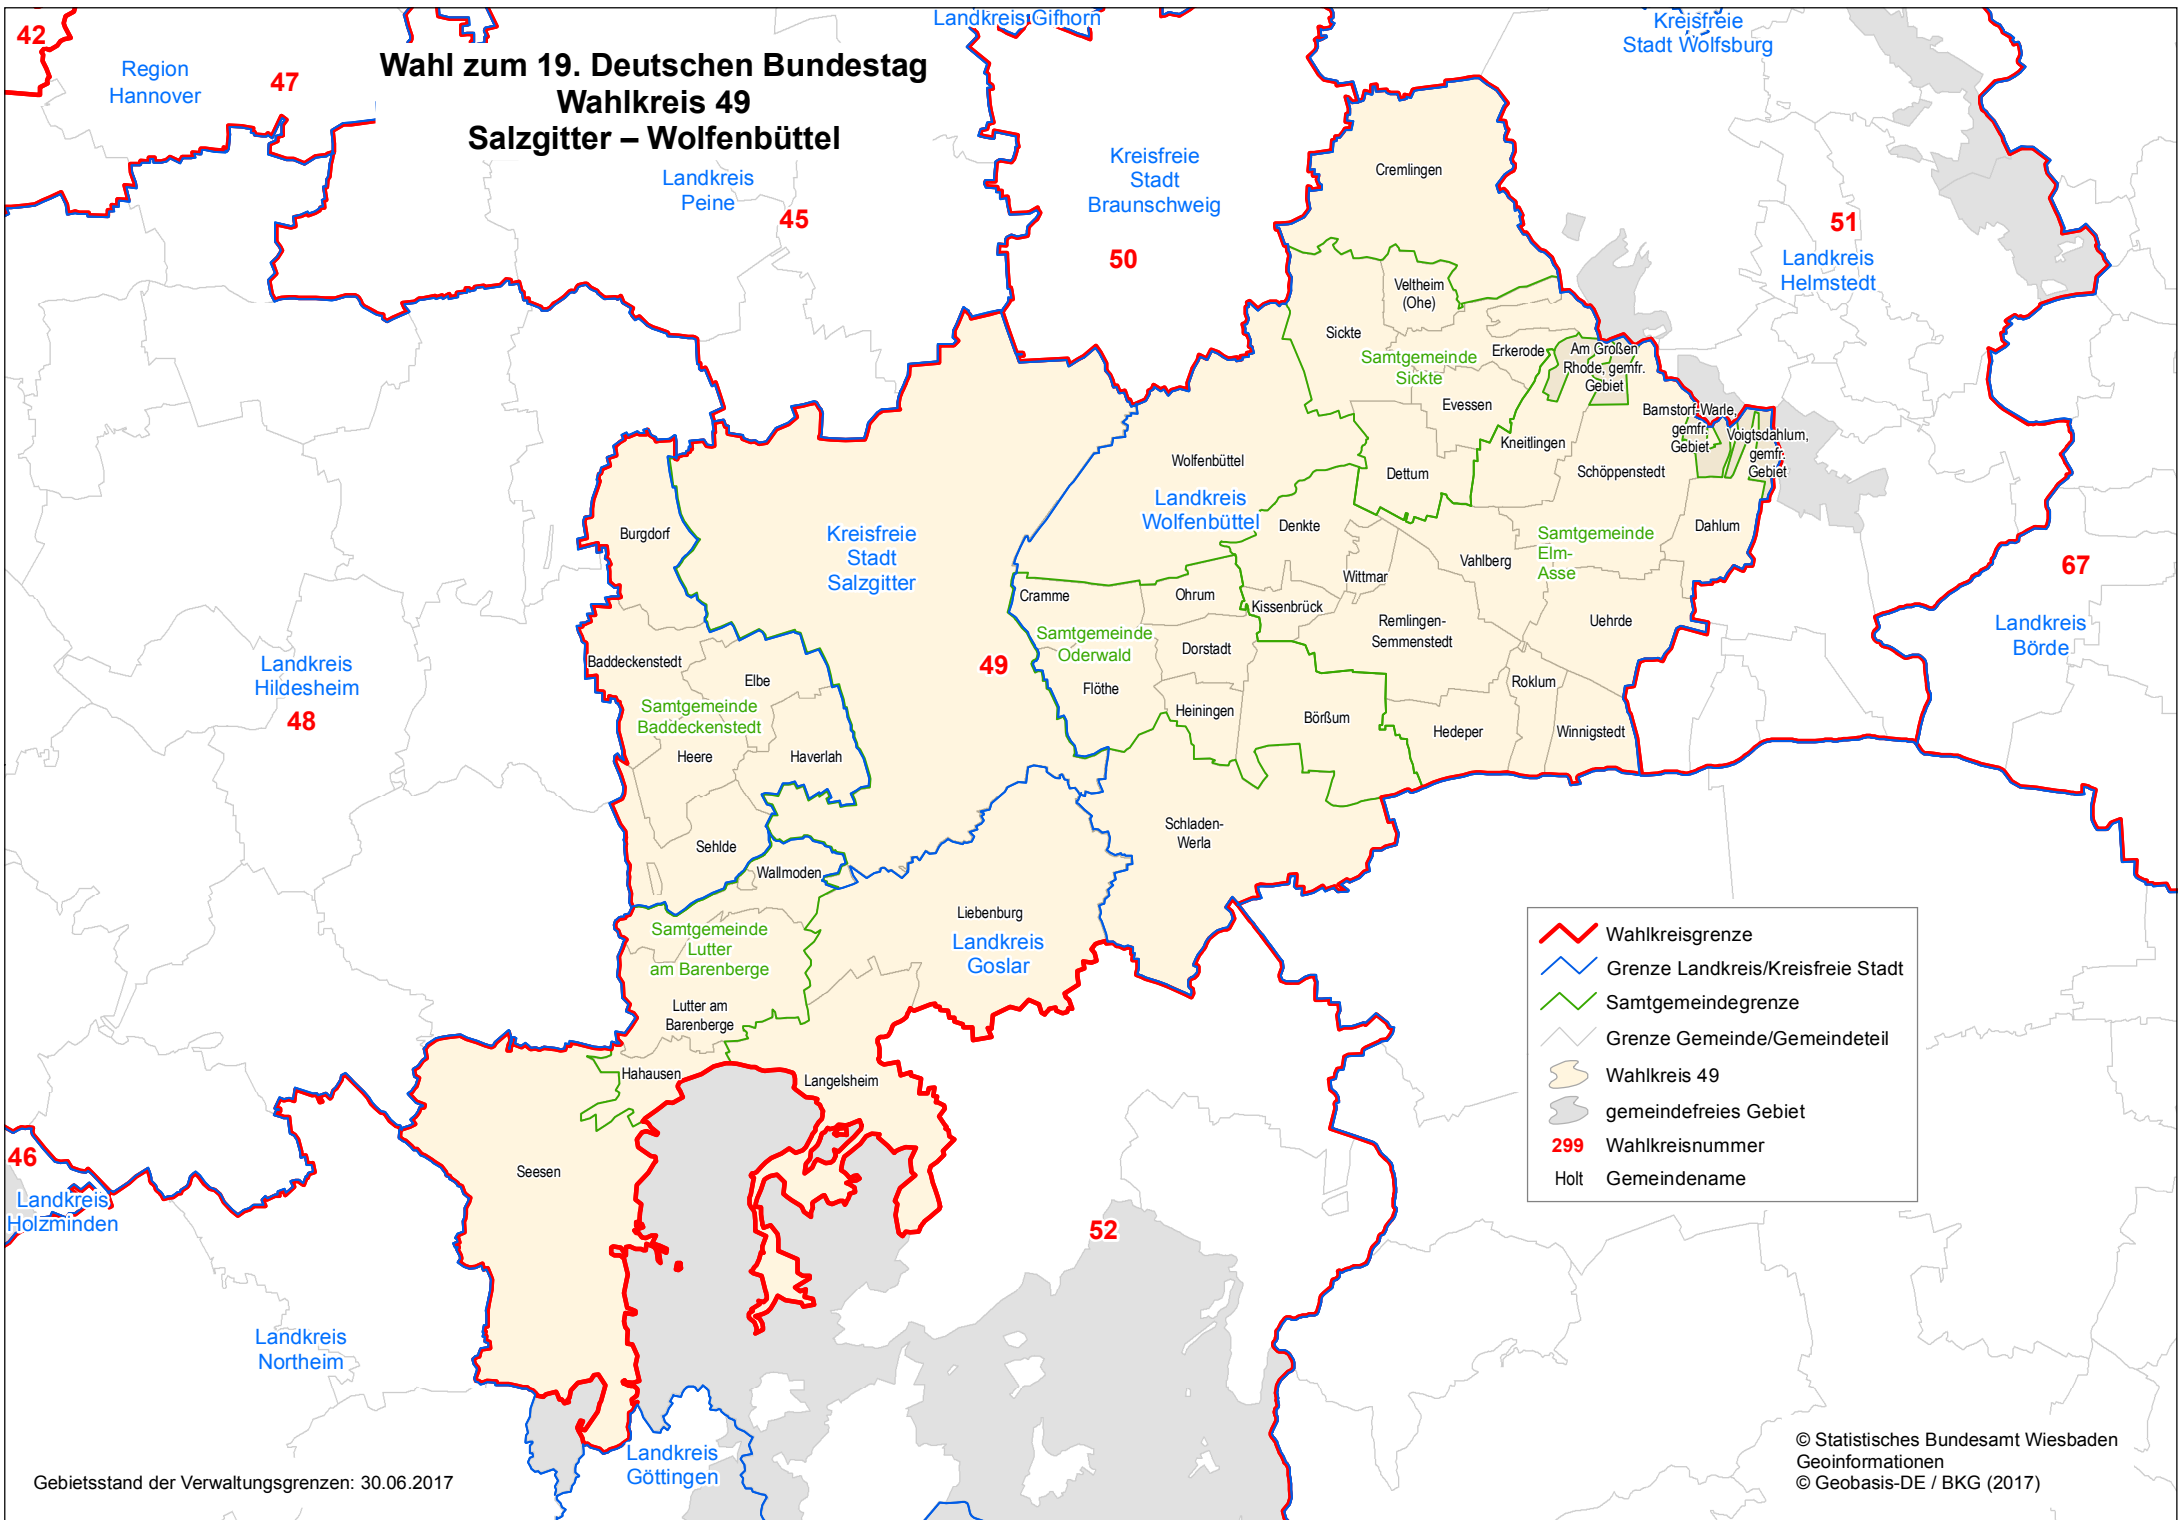 Wahl zum 19. Deutschen Bundestag
Wahlkreis 49
Salzgitter – Wolfenbüttel
42
Region
Hannover
47
Landkreis Gifhorn
Kreisfreie
Stadt Wolfsburg
Landkreis
Peine
45
Kreisfreie
Stadt
Braunschweig
50
Cremlingen
51
Landkreis
Helmstedt
Veltheim
(Ohe)
Sickte
Samtgemeinde
Sickte
Erkerode
Am Großen
Rhode, gemfr.
Gebiet
Evessen
Barnstorf-Warle,
gemfr.
Gebiet
Voigtsdahlum,
gemfr.
Gebiet
Kneitlingen
Schöppenstedt
Dettum
Wolfenbüttel
Landkreis
Wolfenbüttel
Denkte
Dahlum
Samtgemeinde
Elm-
Asse
Vahlberg
Wittmar
Burgdorf
Kreisfreie
Stadt
Salzgitter
67
Landkreis
Börde
Cramme
Ohrum
Kissenbrück
Remlingen-
Semmenstedt
Uehrde
Samtgemeinde
Oderwald
Dorstadt
49
Flöthe
Heiningen
Börßum
Roklum
Hedeper
Winnigstedt
Landkreis
Hildesheim
48
Baddeckenstedt
Elbe
Samtgemeinde
Baddeckenstedt
Heere
Haverlah
Sehlde
Wallmoden
Schladen-
Werla
Liebenburg
Landkreis
Goslar
Samtgemeinde
Lutter
am Barenberge
Lutter am
Barenberge
Hahausen
Langelsheim
Seesen
46
Landkreis
Holzminden
52
Landkreis
Northeim
Landkreis
Göttingen
Wahlkreisgrenze
Grenze Landkreis/Kreisfreie Stadt
Samtgemeindegrenze
Grenze Gemeinde/Gemeindeteil
Wahlkreis 49
gemeindefreies Gebiet
299 Wahlkreisnummer
Holt Gemeindename
Gebietsstand der Verwaltungsgrenzen: 30.06.2017
© Statistisches Bundesamt Wiesbaden
Geoinformationen
© Geobasis-DE / BKG (2017)